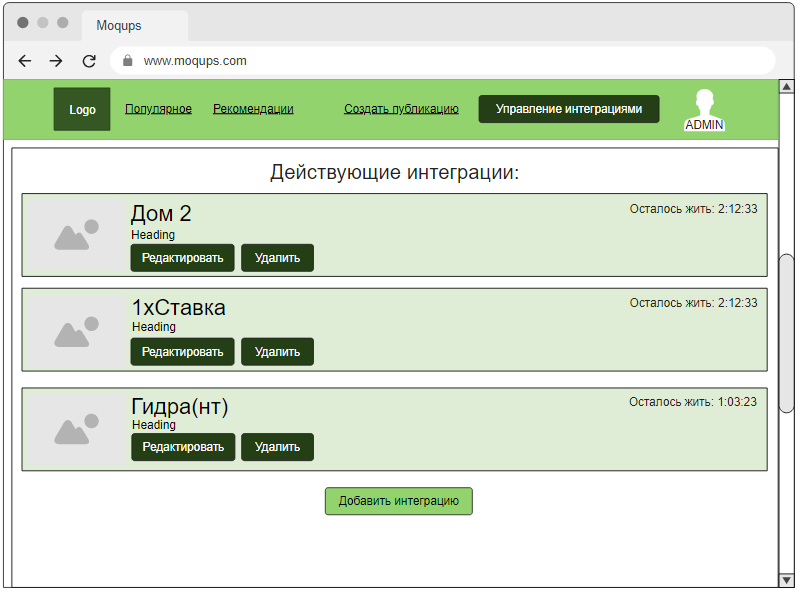 Moqups
www.moqups.com
Logo
Популярное
Рекомендации
Создать публикацию
Управление интеграциями
ADMIN
Действующие интеграции:
Дом 2
Осталось жить: 2:12:33
Heading
Редактировать
Удалить
1хСтавка
Осталось жить: 2:12:33
Heading
Редактировать
Удалить
Гидра(нт)
Осталось жить: 1:03:23
Heading
Редактировать
Удалить
Добавить интеграцию